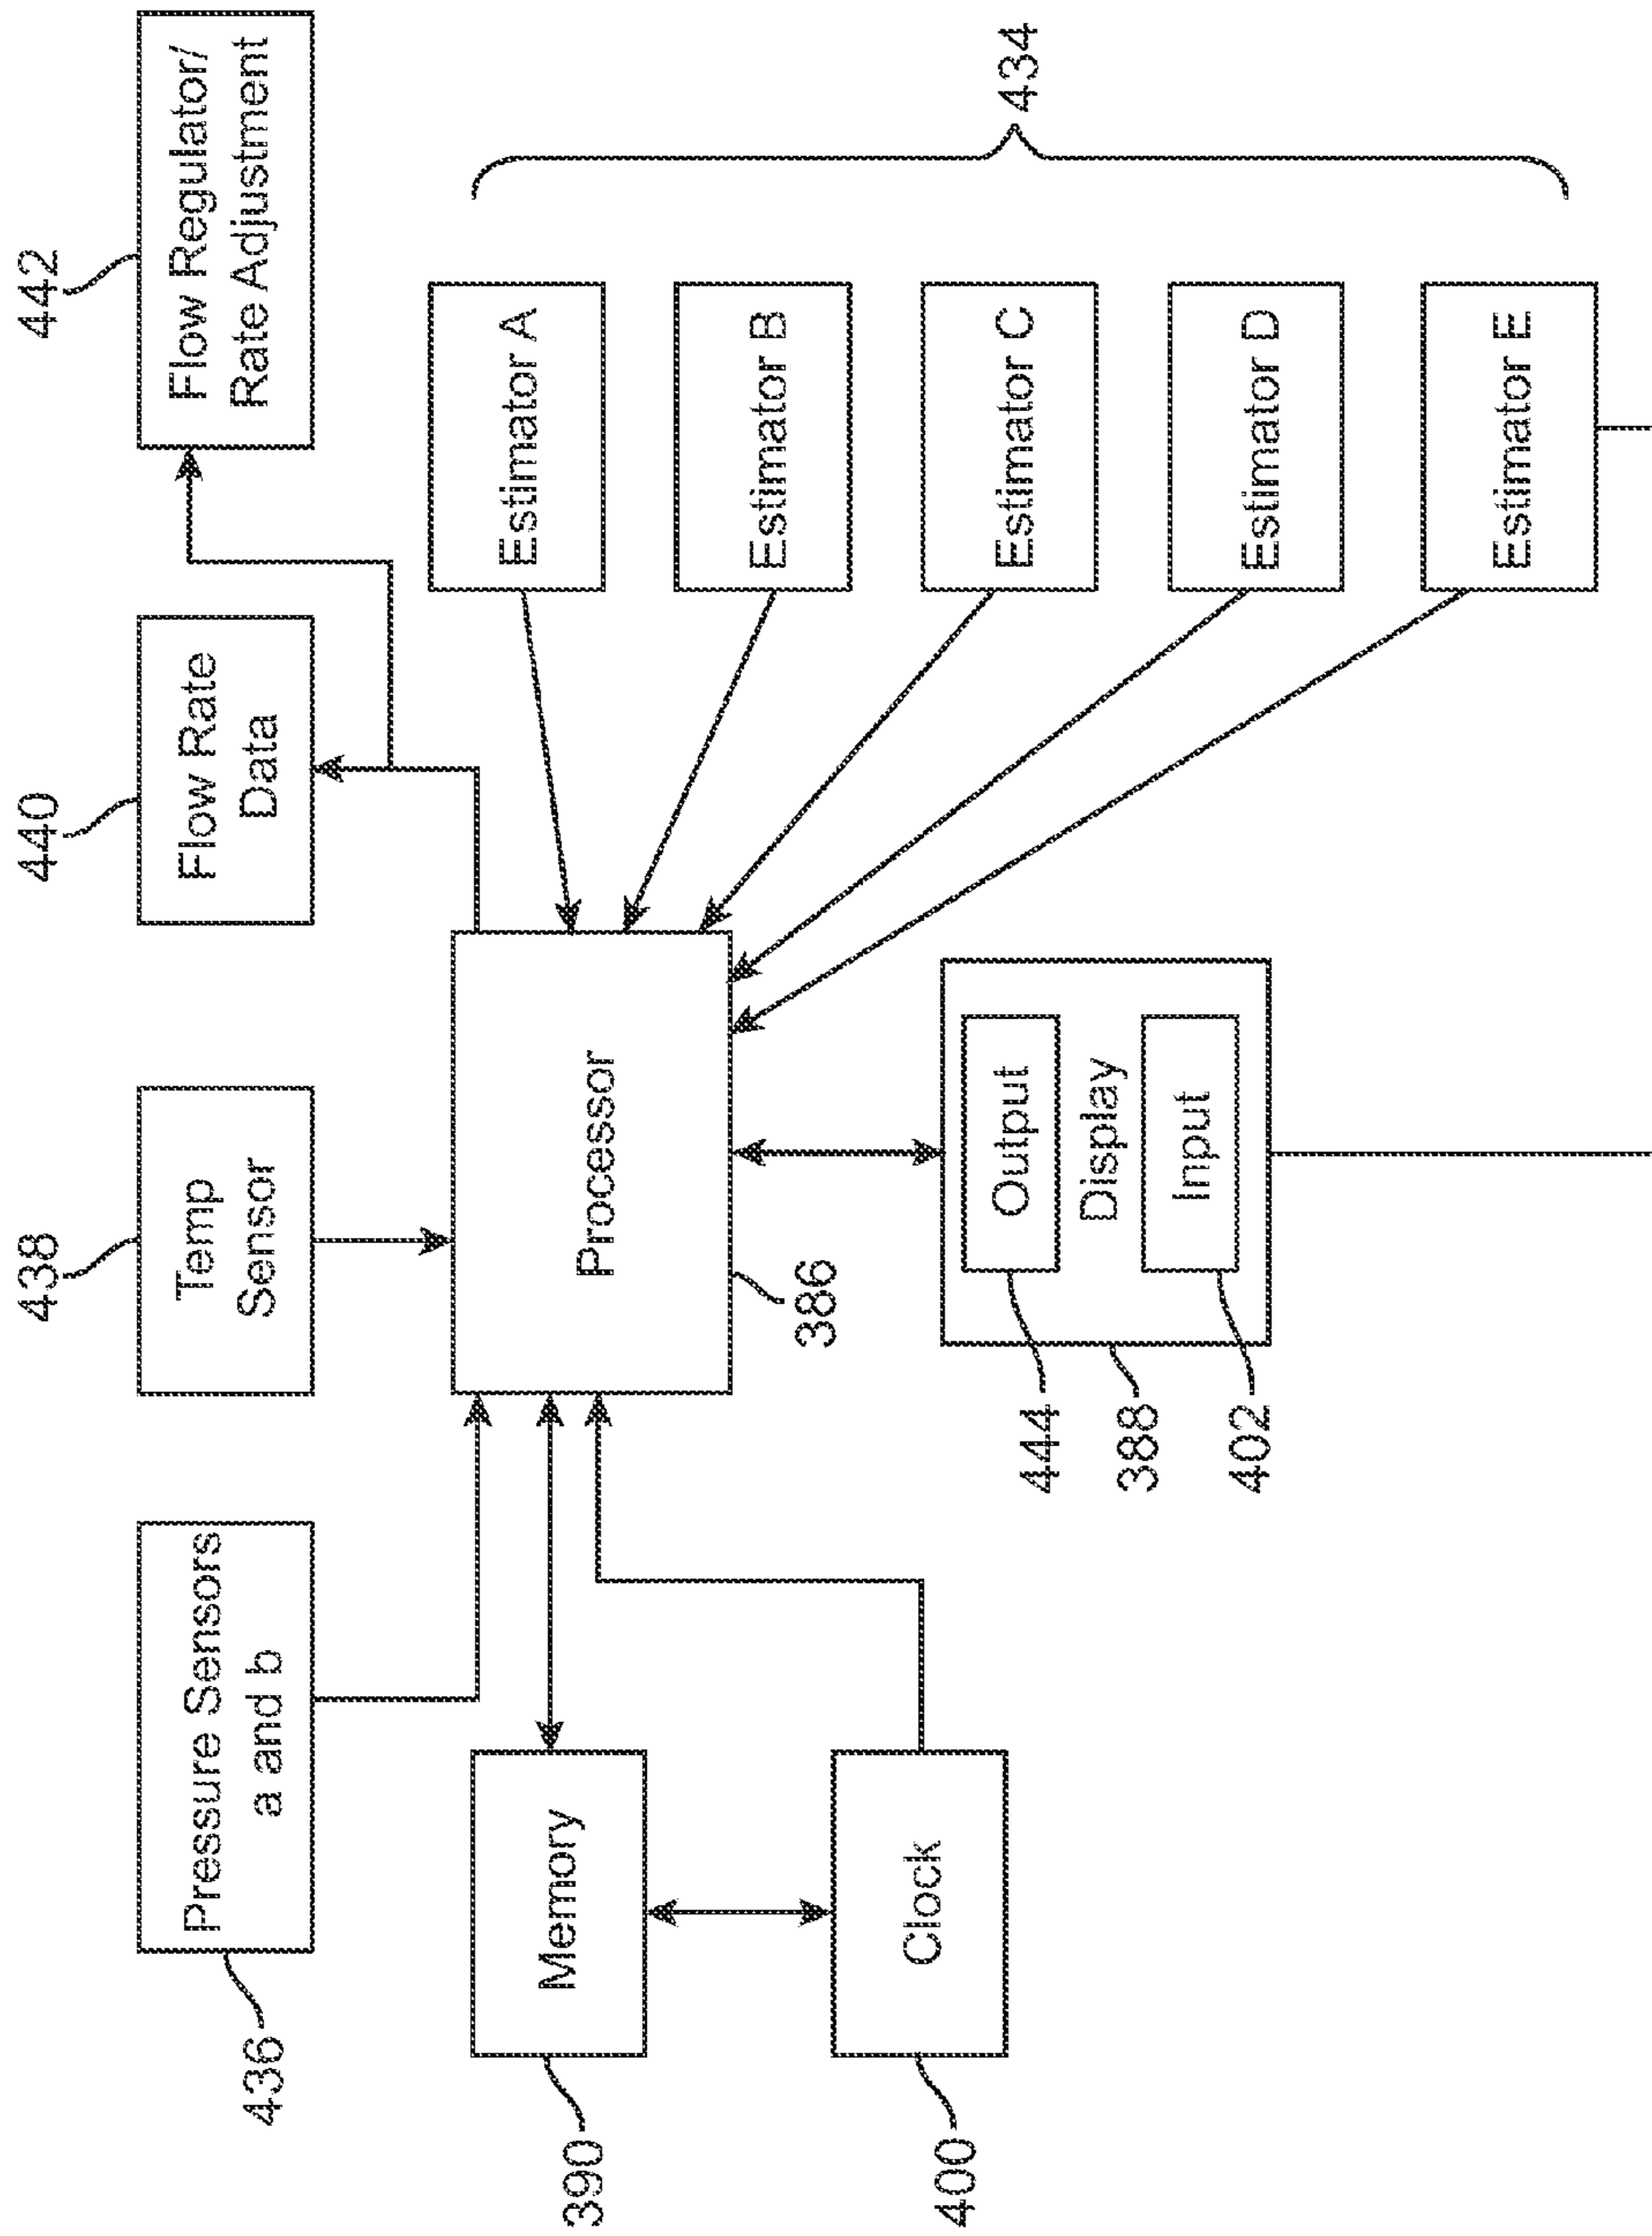 436
Pressure Sensors
a and b
438
Temp
Sensor
440
Flow Rate
Data
442
Flow Regulator/
Rate Adjustment
390
Memory
400
Clock
Processor
386
444
Output
388
Display
402
Input
Estimator A
Estimator B
Estimator C
Estimator D
Estimator E
434